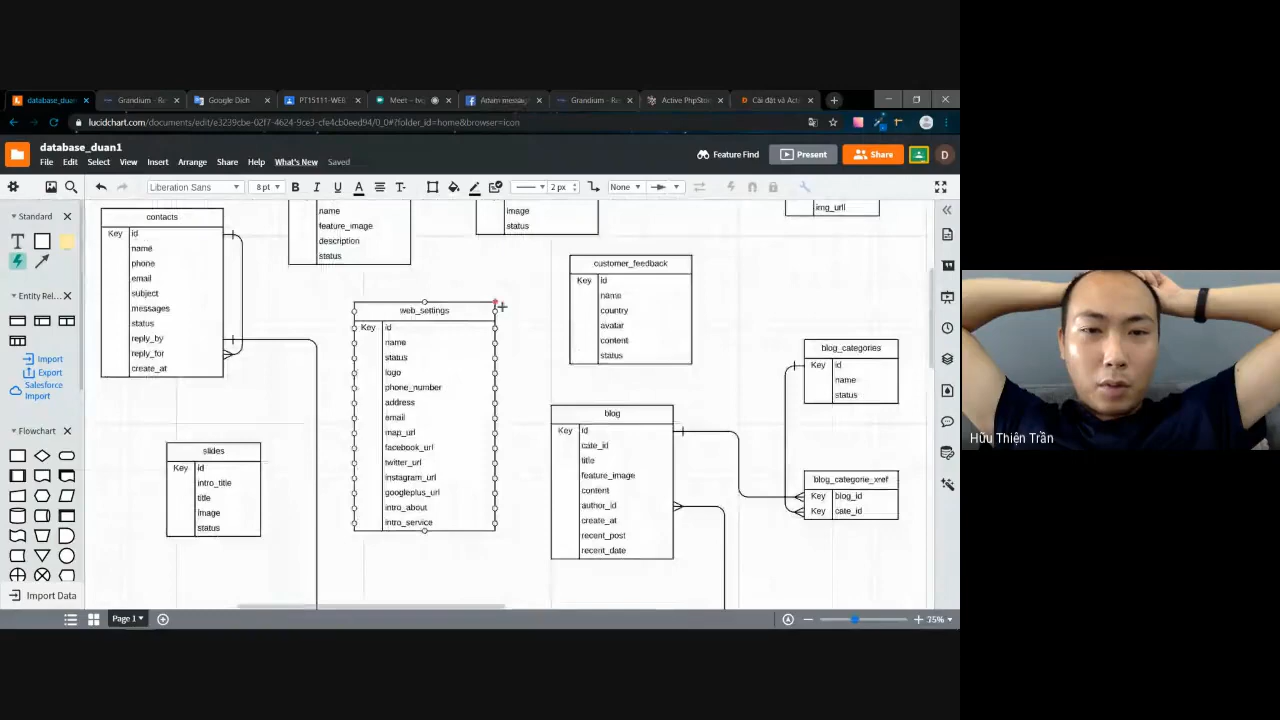 database_duan
Grandium - Re
Google Dịch
PT15111-WEB
Meet – tvq
Adam messag
Grandium - Re
Active PhpStor
Cài đặt và Acti
lucidchart.com/documents/edit/e3239cbe-02f7-4624-9ce3-cfe4cb0eed94/0_0#?folder_id=home&browser=icon
database_duan1
File Edit Select View Insert Arrange Share Help What's New Saved
Feature Find
Present
Share
D
Liberation Sans
8 pt
B I U A T
2 px
None
Standard
T
Entity Rel...
Import
Export
Salesforce
Import
Flowchart
Import Data
contacts
Key id
name
phone
email
subject
messages
status
reply_by
reply_for
create_at
slides
Key id
intro_title
title
image
status
name
feature_image
description
status
web_settings
Key id
name
status
logo
phone_number
address
email
map_url
facebook_url
twitter_url
instagram_url
googleplus_url
intro_about
intro_service
image
status
customer_feedback
Key id
name
country
avatar
content
status
blog
Key id
cate_id
title
feature_image
content
author_id
create_at
recent_post
recent_date
img_urll
blog_categories
Key id
name
status
blog_categorie_xref
Key blog_id
Key cate_id
Page 1
75%
Hữu Thiện Trần